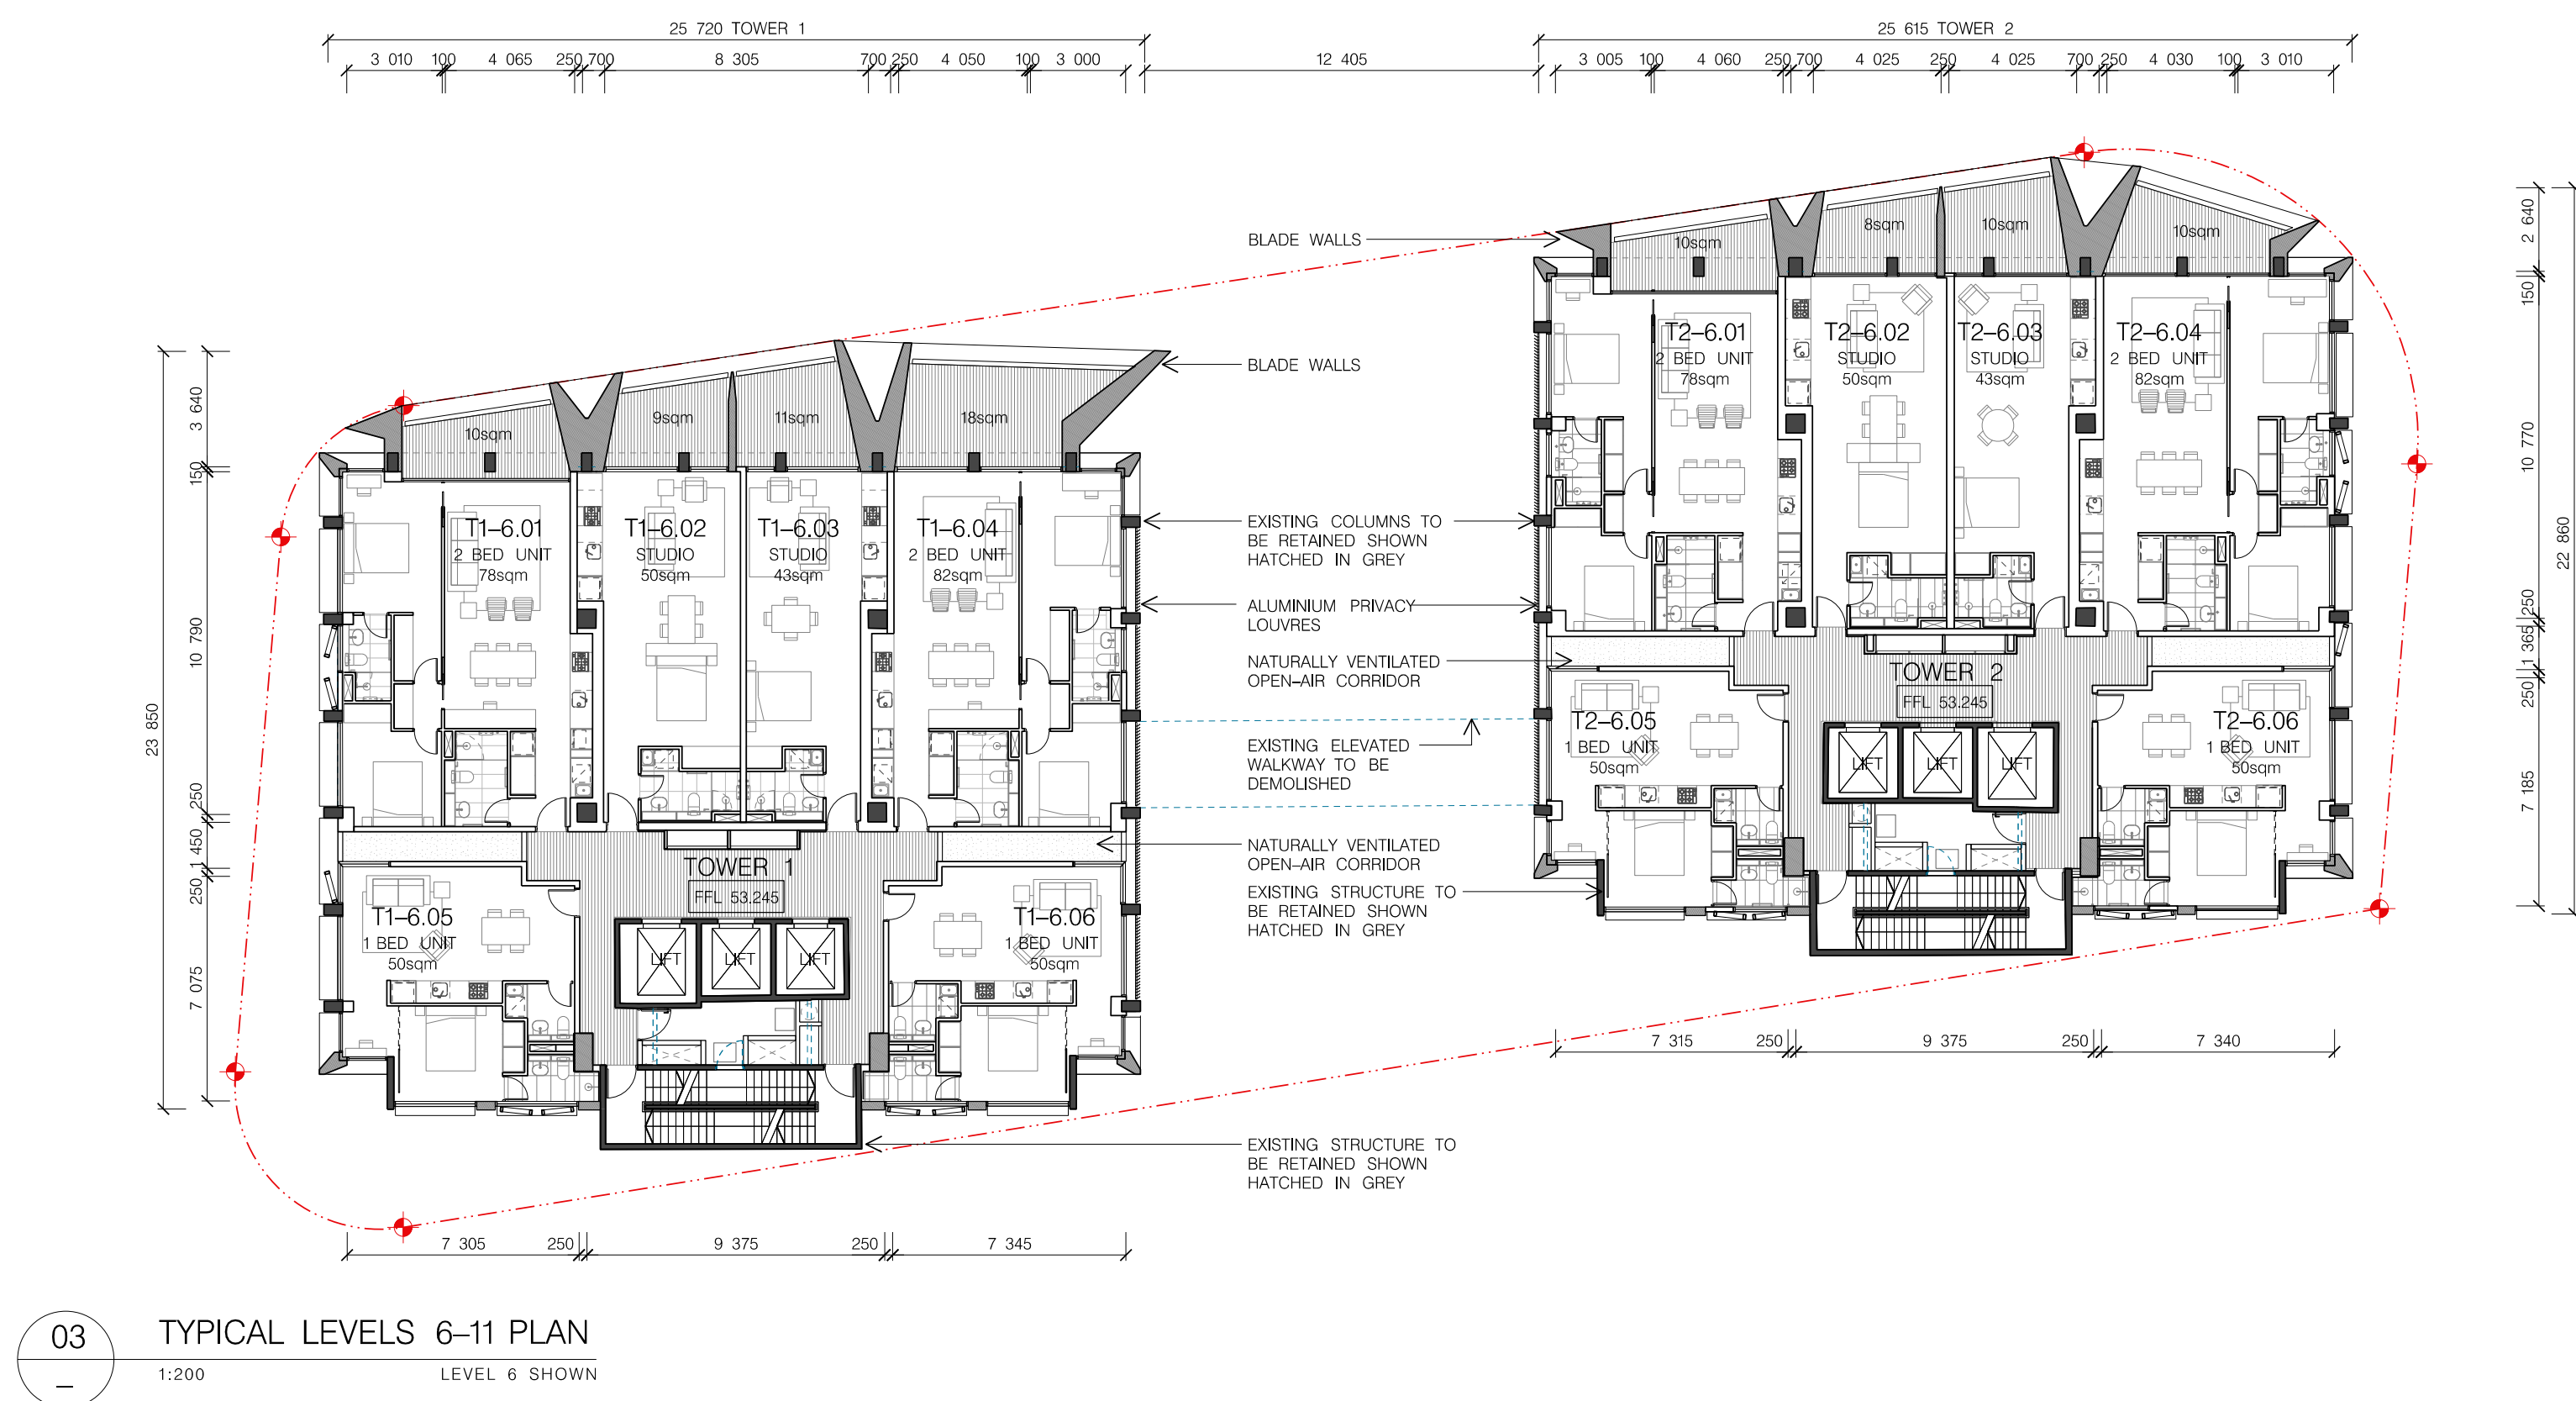 25 720 TOWER 1
25 615 TOWER 2
3 010 100 4 065 250 700 8 305 700 250 4 050 100 3 000
12 405
3 005 100 4 060 250 700 4 025 250 4 025 700 250 4 030 100 3 010
BLADE WALLS
BLADE WALLS
10sqm
8sqm
10sqm
10sqm
10sqm
9sqm
11sqm
18sqm
2 640
150
10 770
250
1 365
250
7 185
22 860
3 640
150
10 790
250
1 450
250
7 075
23 850
T2–6.01
2 BED UNIT
78sqm
T2–6.02
STUDIO
50sqm
T2–6.03
STUDIO
43sqm
T2–6.04
2 BED UNIT
82sqm
T1–6.01
2 BED UNIT
78sqm
T1–6.02
STUDIO
50sqm
T1–6.03
STUDIO
43sqm
T1–6.04
2 BED UNIT
82sqm
EXISTING COLUMNS TO
BE RETAINED SHOWN
HATCHED IN GREY
ALUMINIUM PRIVACY
LOUVRES
NATURALLY VENTILATED
OPEN–AIR CORRIDOR
EXISTING ELEVATED
WALKWAY TO BE
DEMOLISHED
NATURALLY VENTILATED
OPEN–AIR CORRIDOR
EXISTING STRUCTURE TO
BE RETAINED SHOWN
HATCHED IN GREY
EXISTING STRUCTURE TO
BE RETAINED SHOWN
HATCHED IN GREY
TOWER 2
FFL 53.245
T2–6.05
1 BED UNIT
50sqm
LIFT
LIFT
LIFT
T2–6.06
1 BED UNIT
50sqm
TOWER 1
FFL 53.245
T1–6.05
1 BED UNIT
50sqm
LIFT
LIFT
LIFT
T1–6.06
1 BED UNIT
50sqm
7 315 250 9 375 250 7 340
7 305 250 9 375 250 7 345
03
–
TYPICAL LEVELS 6–11 PLAN
1:200
LEVEL 6 SHOWN